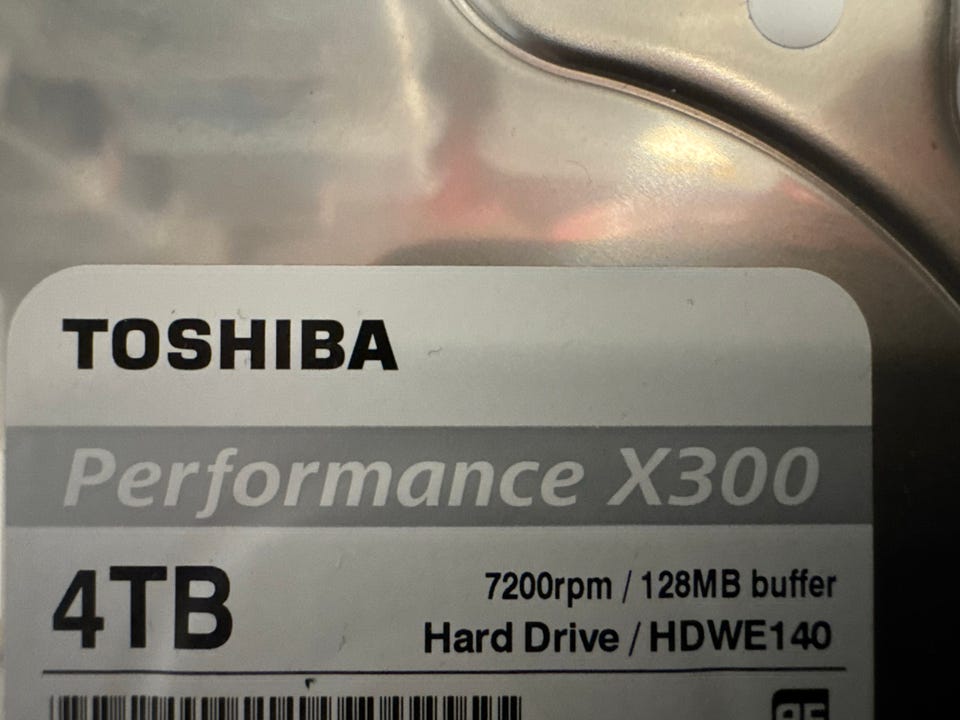 TOSHIBA
Performance X300
4TB
7200rpm / 128MB buffer
Hard Drive / HDWE140